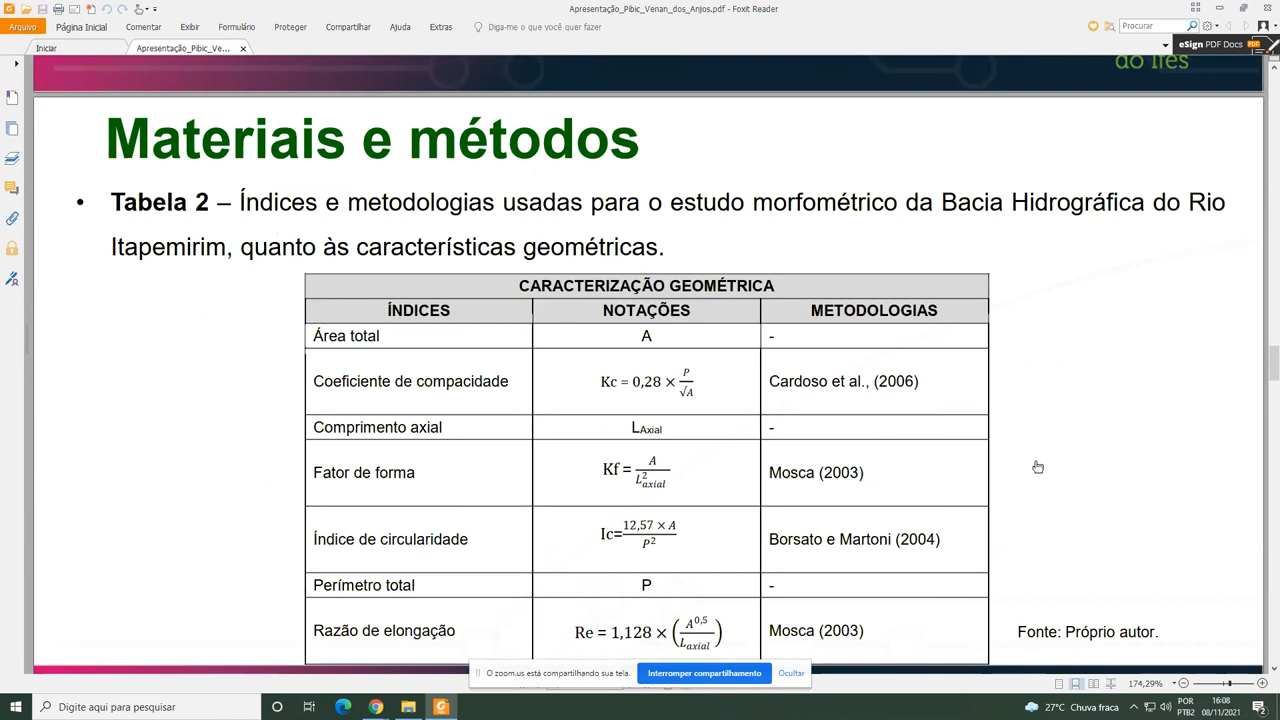 Apresentação_Pibic_Venan_dos_Anjos.pdf - Foxit Reader
Arquivo Página Inicial Comentar Exibir Formulário Proteger Compartilhar Ajuda Extras Diga-me o que você quer fazer Procurar
Iniciar Apresentação_Pibic_Ve... eSign PDF Docs
do Ifes
Materiais e métodos
• Tabela 2 – Índices e metodologias usadas para o estudo morfométrico da Bacia Hidrográfica do Rio
Itapemirim, quanto às características geométricas.
CARACTERIZAÇÃO GEOMÉTRICA
ÍNDICES NOTAÇÕES METODOLOGIAS
Área total A -
Coeficiente de compacidade Kc = 0,28 × P/√A Cardoso et al., (2006)
Comprimento axial LAxial -
Fator de forma Kf = A/L²axial Mosca (2003)
Índice de circularidade Ic=12,57 × A/P² Borsato e Martoni (2004)
Perímetro total P -
Razão de elongação Re = 1,128 × (A^0,5/Laxial) Mosca (2003)
Fonte: Próprio autor.
O zoom.us está compartilhando sua tela. Interromper compartilhamento Ocultar
174,29%
Digite aqui para pesquisar 27°C Chuva fraca POR 16:08
PTB2 08/11/2021